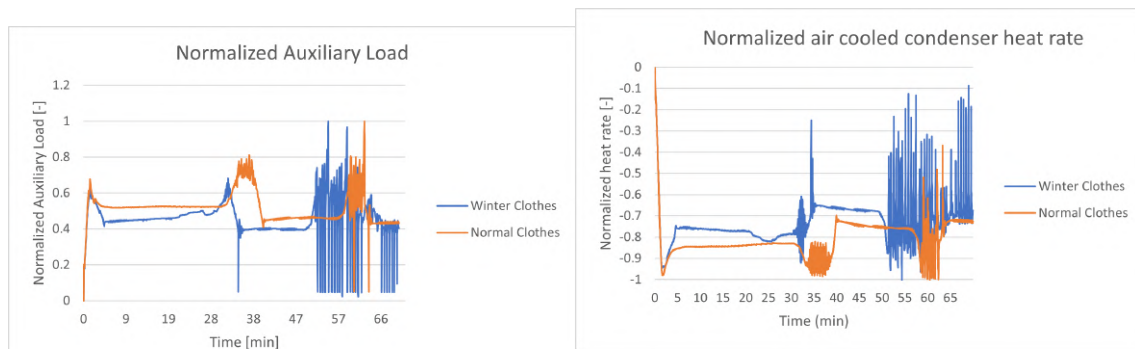 Normalized Auxiliary Load
Normalized Auxiliary Load [-]
1.2
1
0.8
0.6
0.4
0.2
0
0 9 19 28 38 47 57 66
Time [min]
Winter Clothes
Normal Clothes
Normalized air cooled condenser heat rate
Normalized heat rate [-]
0
-0.1
-0.2
-0.3
-0.4
-0.5
-0.6
-0.7
-0.8
-0.9
-1
0 5 10 15 20 25 30 35 40 45 50 55 60 65
Time (min)
Winter Clothes
Normal Clothes